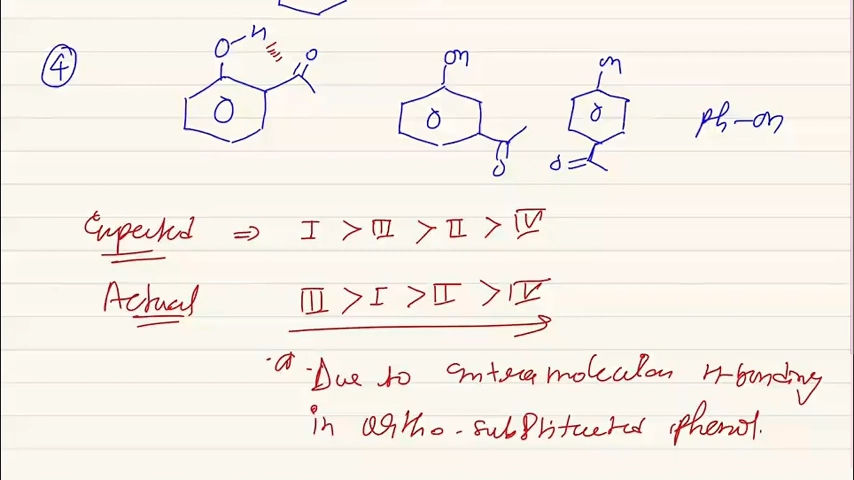 ④
O-H O OH OH
O O Ph-OH
O O
Expected ⇒ I > III > II > IV
Actual III > I > II > IV
Due to intramolecular H-bonding
in ortho-substituted phenol.